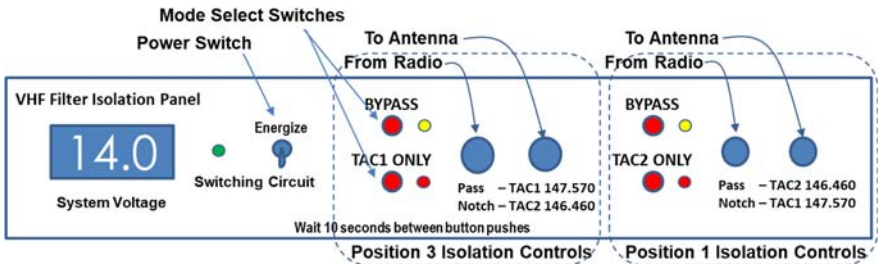 Mode Select Switches
Power Switch
To Antenna
From Radio
To Antenna
From Radio
VHF Filter Isolation Panel
14.0
System Voltage
Energize
Switching Circuit
BYPASS
TAC1 ONLY
Pass – TAC1 147.570
Notch – TAC2 146.460
BYPASS
TAC2 ONLY
Pass – TAC2 146.460
Notch – TAC1 147.570
Wait 10 seconds between button pushes
Position 3 Isolation Controls
Position 1 Isolation Controls